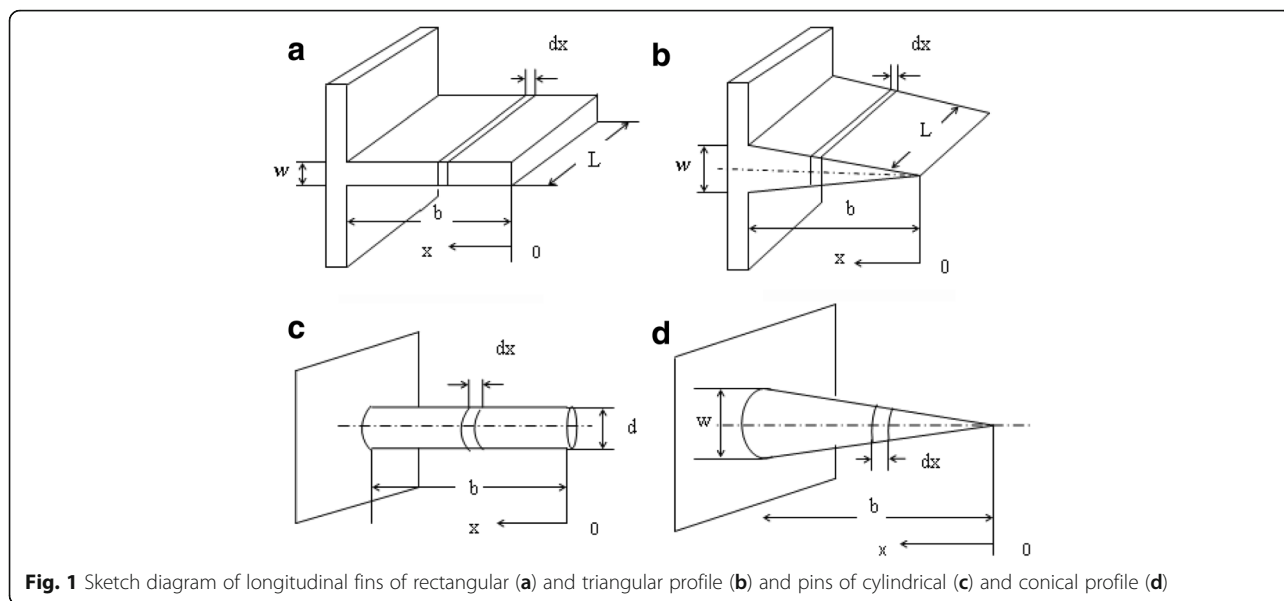 a
dx
w
L
b
x
0
b
dx
w
L
b
x
0
c
dx
d
b
x
0
d
w
dx
b
x
0
Fig. 1 Sketch diagram of longitudinal fins of rectangular (a) and triangular profile (b) and pins of cylindrical (c) and conical profile (d)